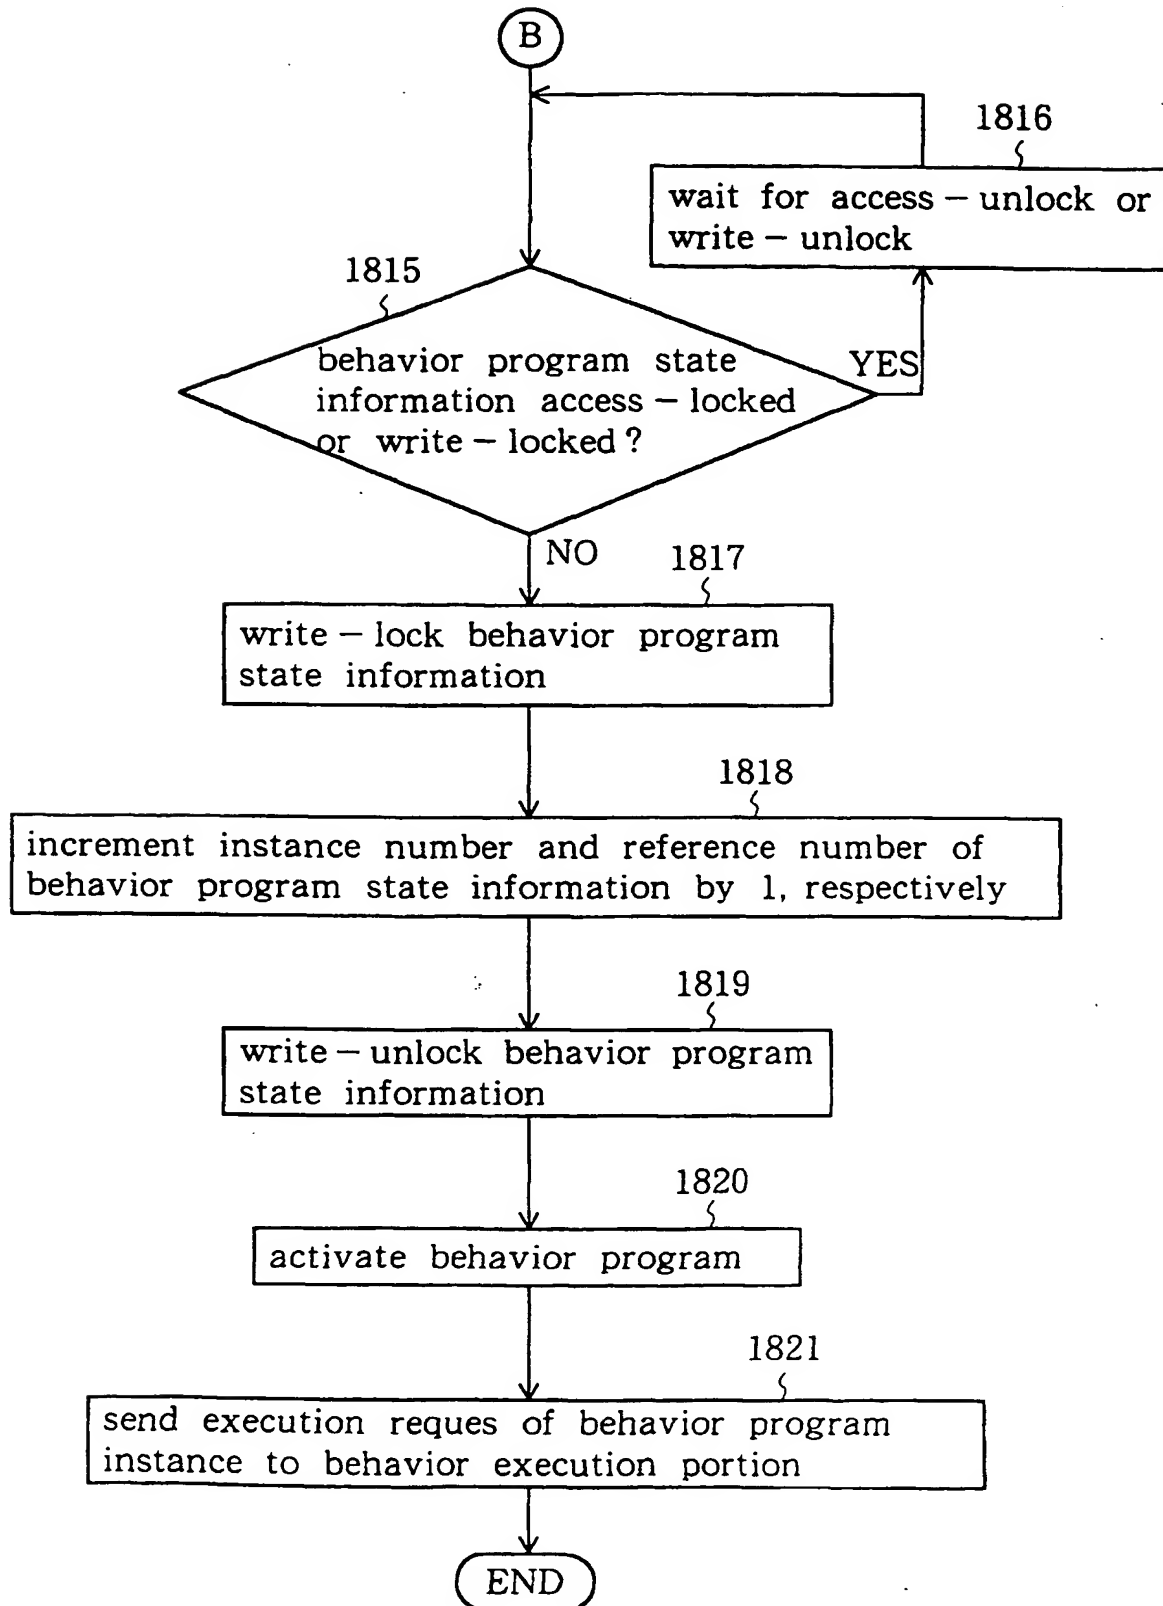 B
1816
wait for access – unlock or
write – unlock
1815
behavior program state
information access – locked
or write – locked?
YES
NO
1817
write – lock behavior program
state information
1818
increment instance number and reference number of
behavior program state information by 1, respectively
1819
write – unlock behavior program
state information
1820
activate behavior program
1821
send execution reques of behavior program
instance to behavior execution portion
END